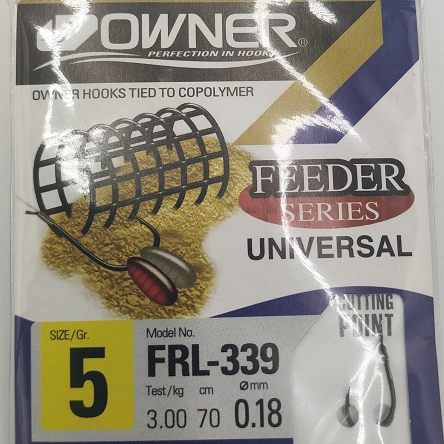 OWNER®
PERFECTION IN HOOKS
OWNER HOOKS TIED TO COPOLYMER
FEEDER
SERIES
UNIVERSAL
CUTTING
POINT
SIZE/Gr.
5
Model No.
FRL-339
Test/kg cm ømm
3.00 70 0.18